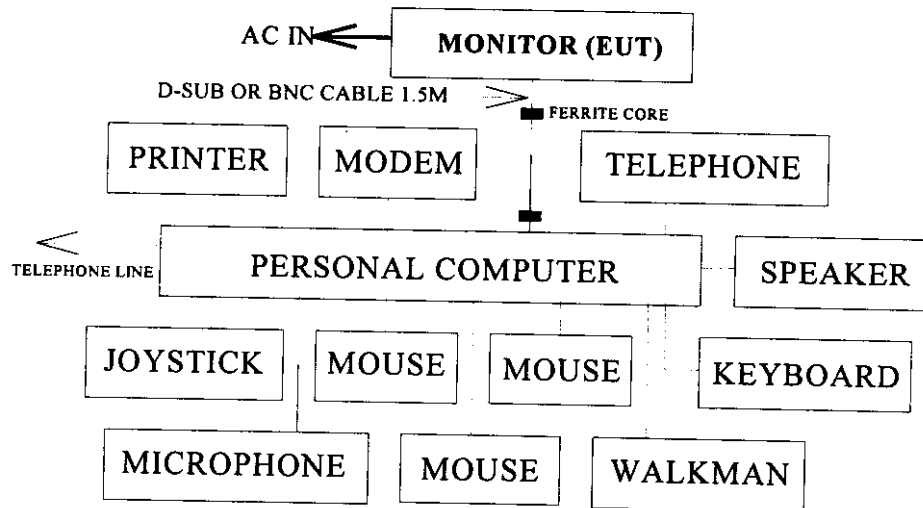 AC IN
MONITOR (EUT)
D-SUB OR BNC CABLE 1.5M
FERRITE CORE
PRINTER
MODEM
TELEPHONE
TELEPHONE LINE
PERSONAL COMPUTER
SPEAKER
JOYSTICK
MOUSE
MOUSE
KEYBOARD
MICROPHONE
MOUSE
WALKMAN